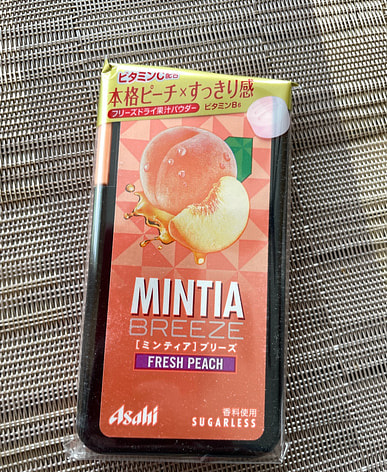 ビタミンC配合
本格ピーチ×すっきり感
フリーズドライ果汁パウダー ビタミンB6
MINTIA
BREEZE
[ミンティア]ブリーズ
FRESH PEACH
Asahi
香料使用
SUGARLESS